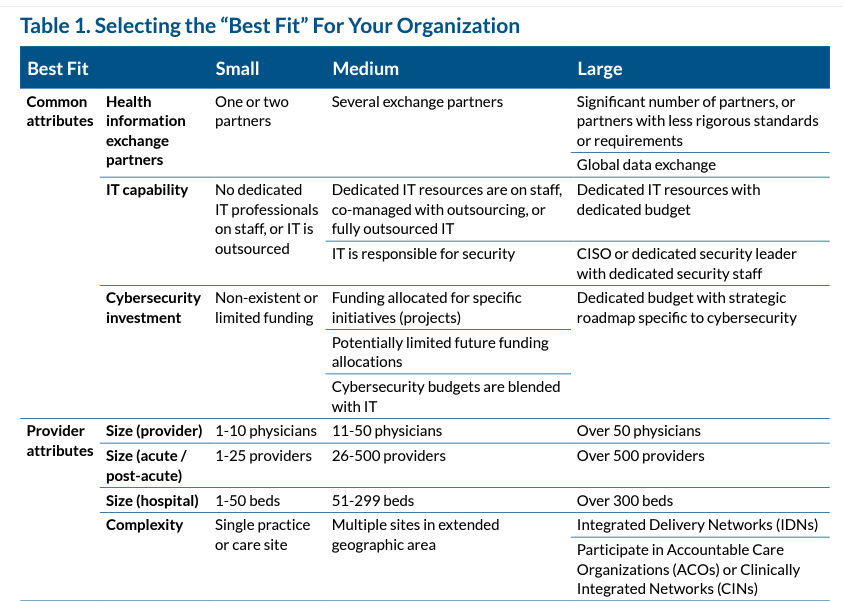 Table 1. Selecting the “Best Fit” For Your Organization
Best Fit Small Medium Large
Common attributes
Health information exchange partners
One or two partners
Several exchange partners
Significant number of partners, or partners with less rigorous standards or requirements
Global data exchange
IT capability
No dedicated IT professionals on staff, or IT is outsourced
Dedicated IT resources are on staff, co-managed with outsourcing, or fully outsourced IT
Dedicated IT resources with dedicated budget
IT is responsible for security
CISO or dedicated security leader with dedicated security staff
Cybersecurity investment
Non-existent or limited funding
Funding allocated for specific initiatives (projects)
Dedicated budget with strategic roadmap specific to cybersecurity
Potentially limited future funding allocations
Cybersecurity budgets are blended with IT
Provider attributes
Size (provider) 1-10 physicians 11-50 physicians Over 50 physicians
Size (acute / post-acute) 1-25 providers 26-500 providers Over 500 providers
Size (hospital) 1-50 beds 51-299 beds Over 300 beds
Complexity
Single practice or care site
Multiple sites in extended geographic area
Integrated Delivery Networks (IDNs)
Participate in Accountable Care Organizations (ACOs) or Clinically Integrated Networks (CINs)